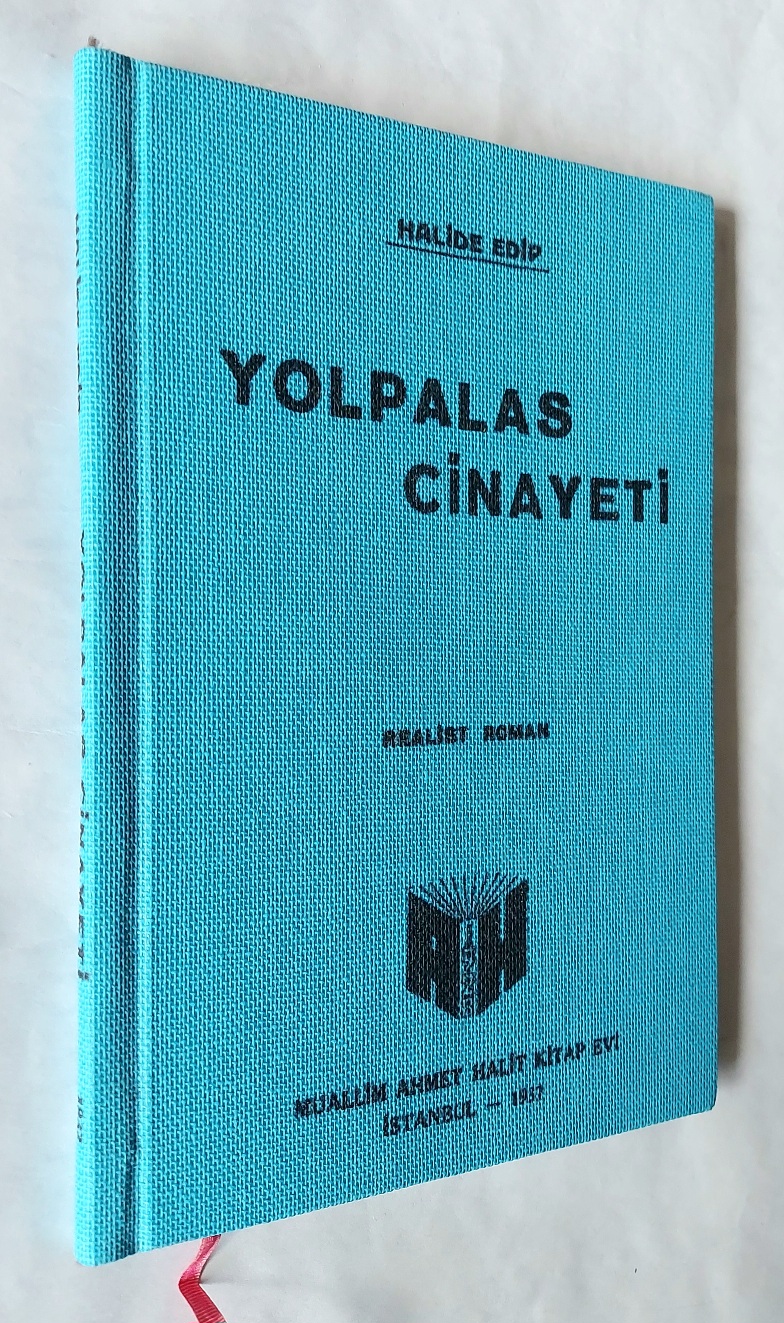 HALİDE EDİP
YOLPALAS
CİNAYETİ
REALİST ROMAN
A H
MUALLİM AHMET HALİT KİTAP EVİ
İSTANBUL — 1937